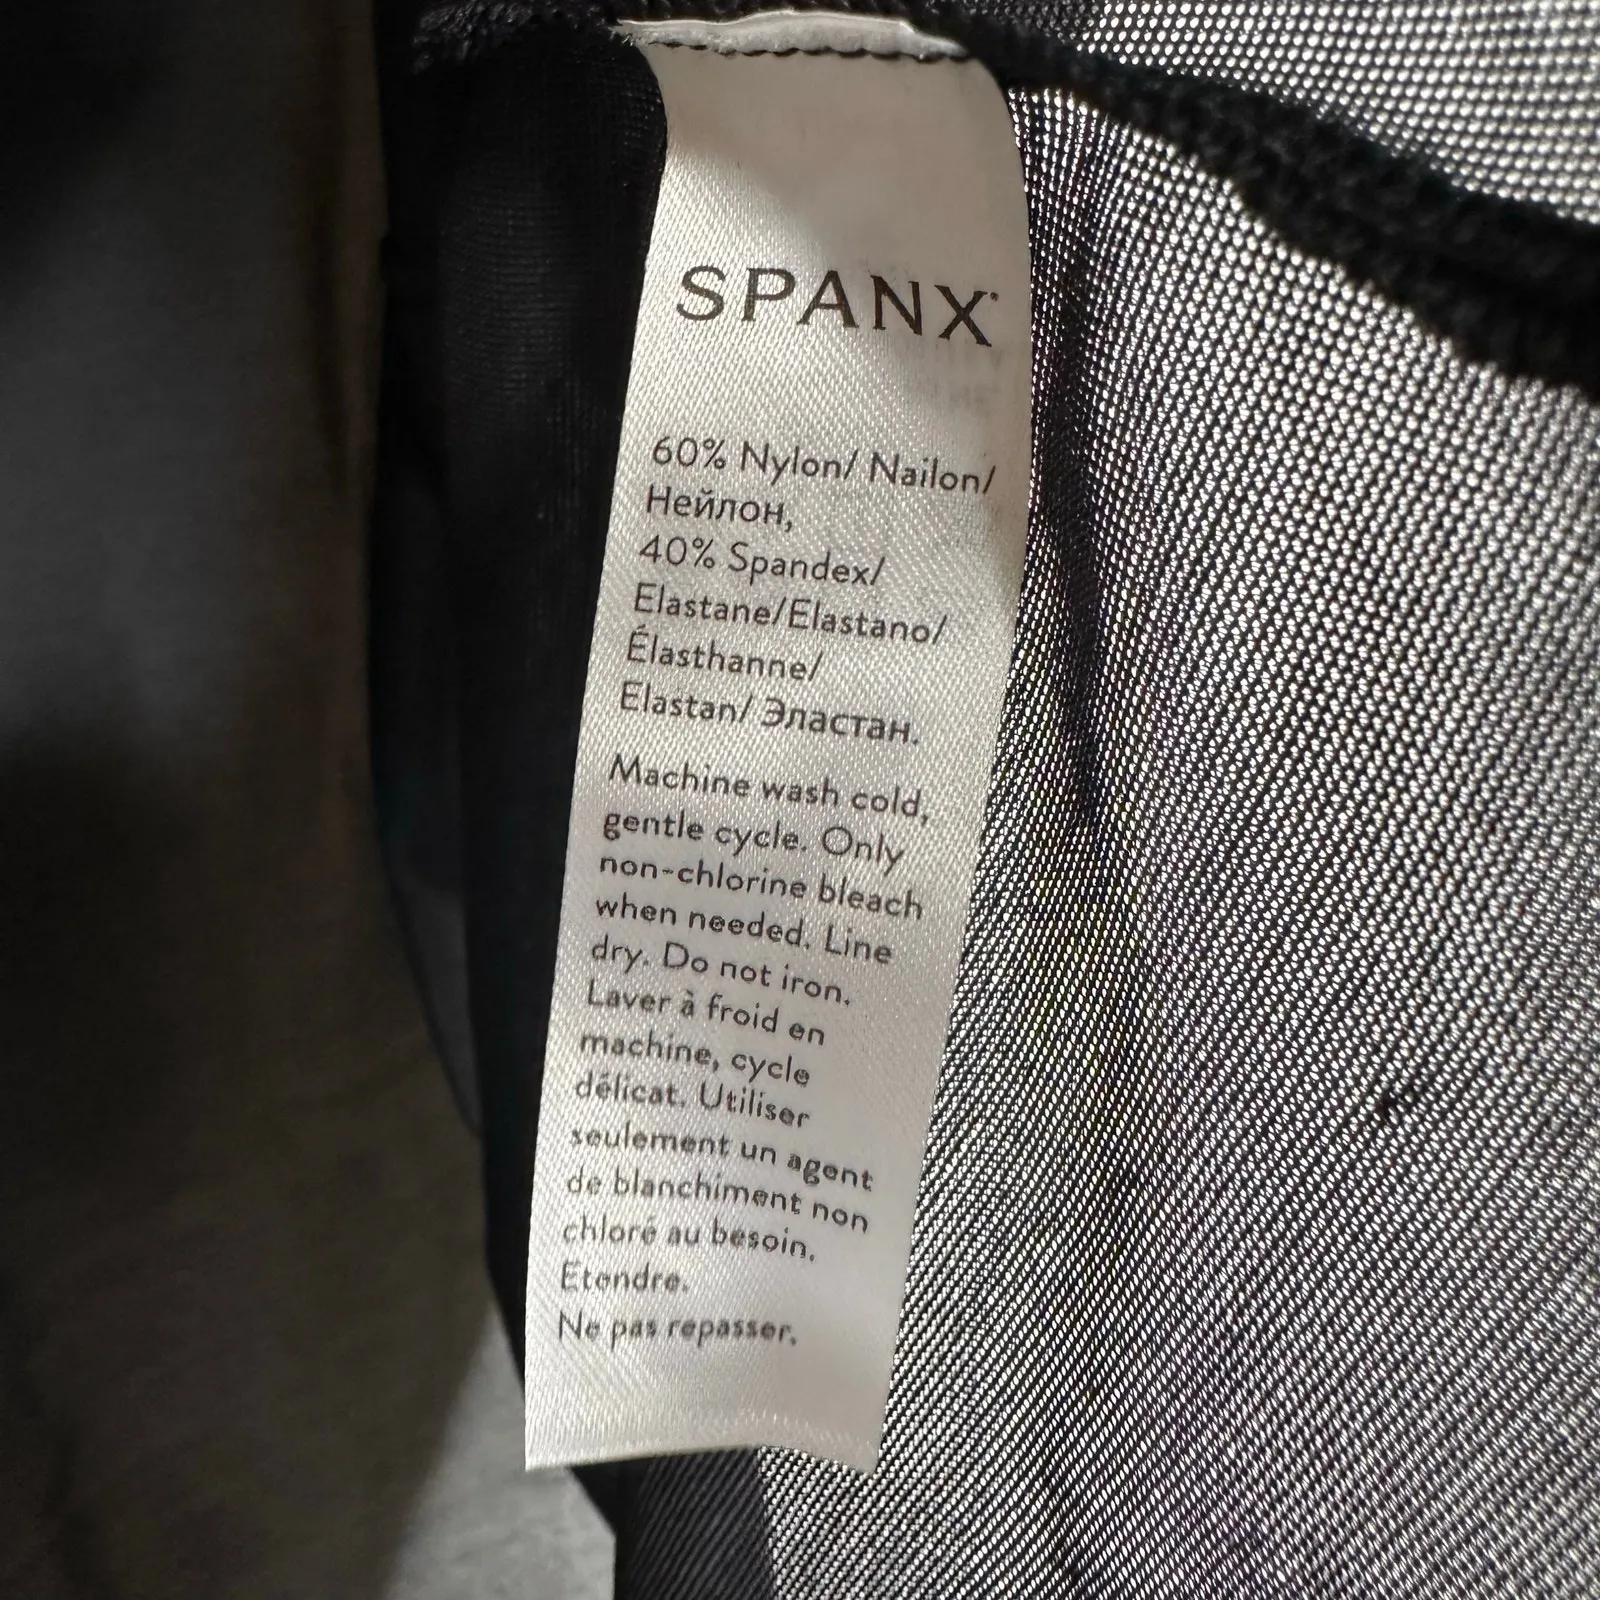 SPANX
60% Nylon/ Nailon/
Нейлон,
40% Spandex/
Elastane/Elastano/
Élasthanne/
Elastan/ Эластан.
Machine wash cold,
gentle cycle. Only
non-chlorine bleach
when needed. Line
dry. Do not iron.
Laver à froid en
machine, cycle
délicat. Utiliser
seulement un agent
de blanchiment non
chloré au besoin.
Etendre.
Ne pas repasser.